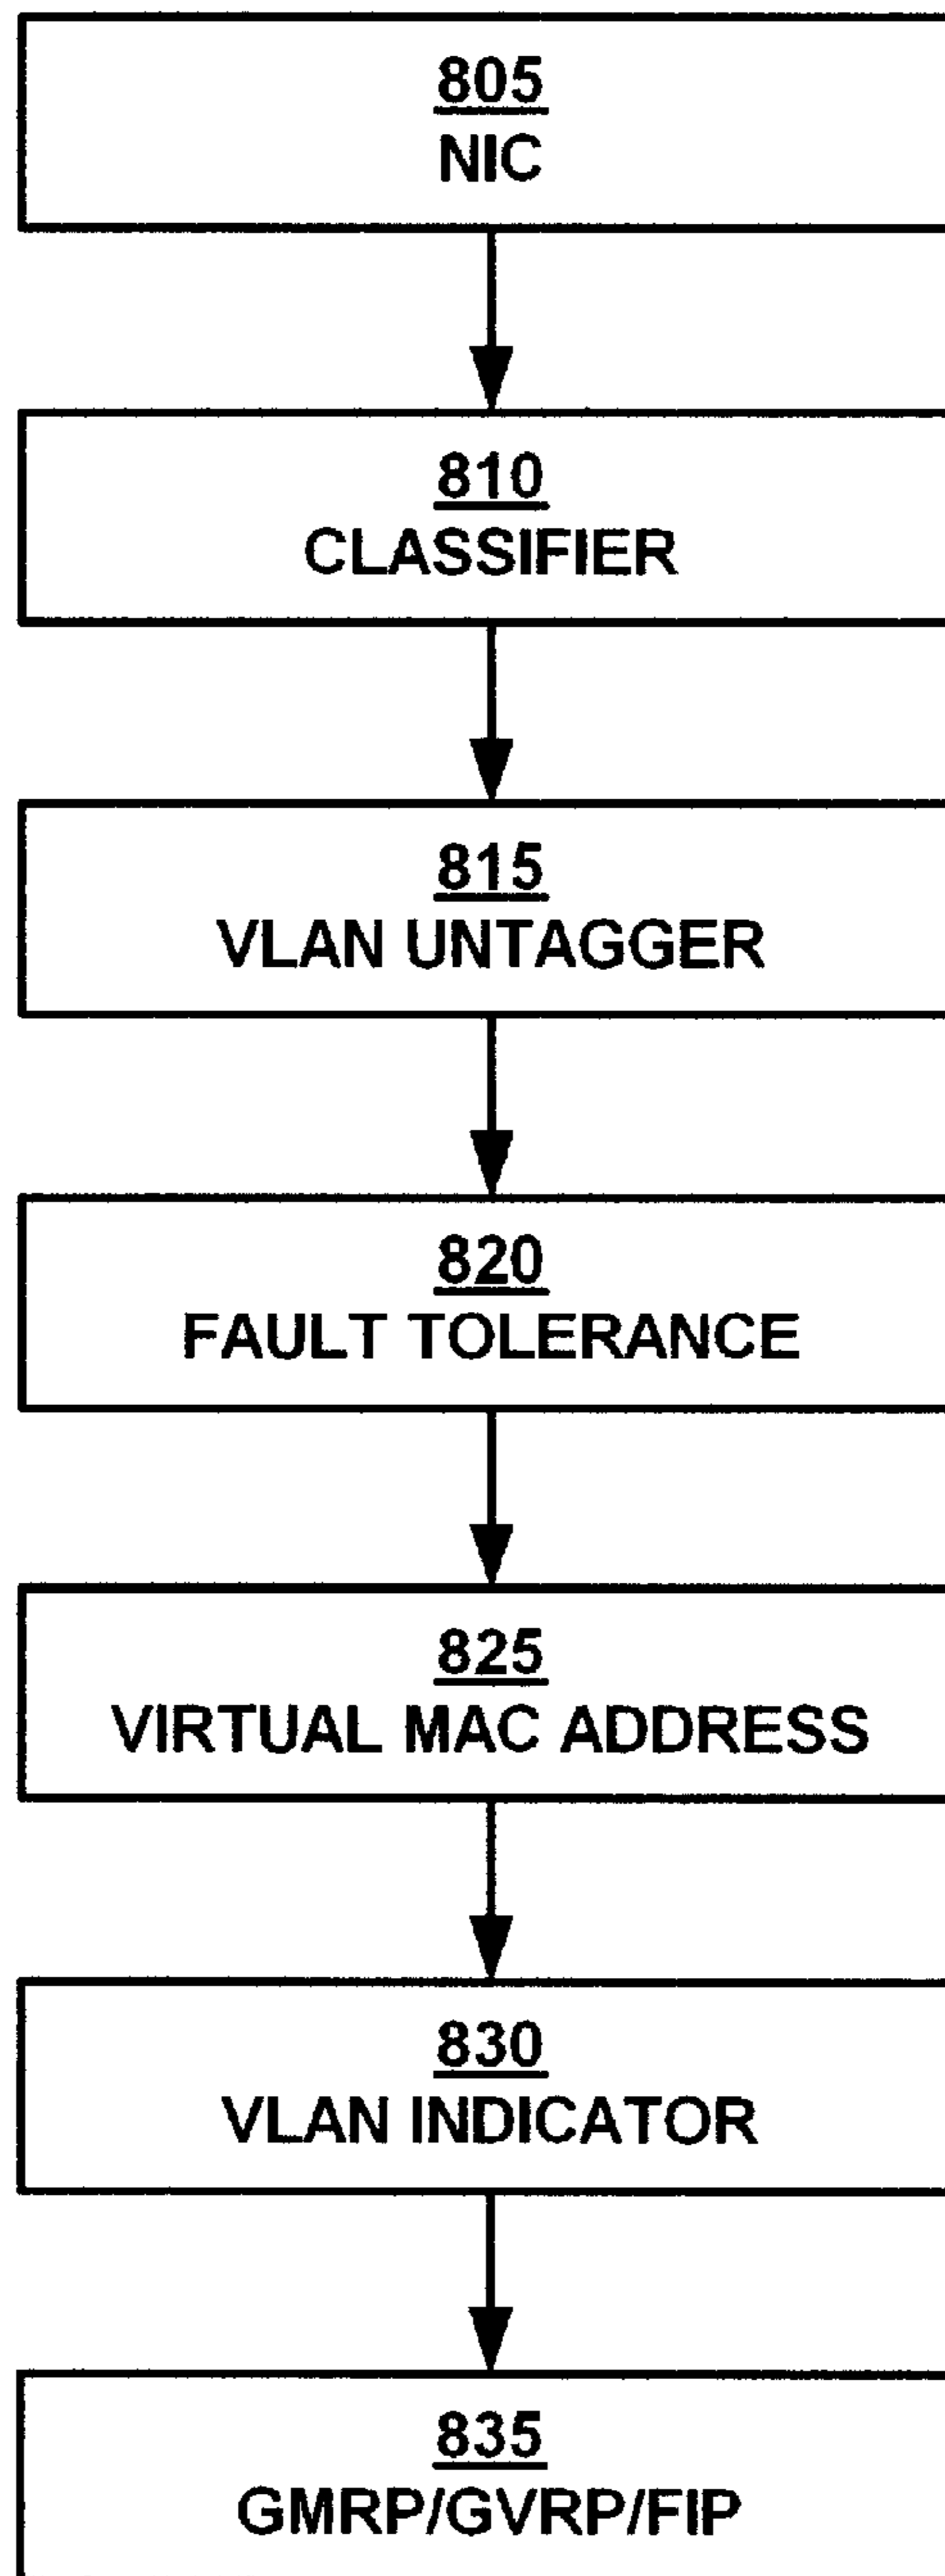 805
NIC
810
CLASSIFIER
815
VLAN UNTAGGER
820
FAULT TOLERANCE
825
VIRTUAL MAC ADDRESS
830
VLAN INDICATOR
835
GMRP/GVRP/FIP